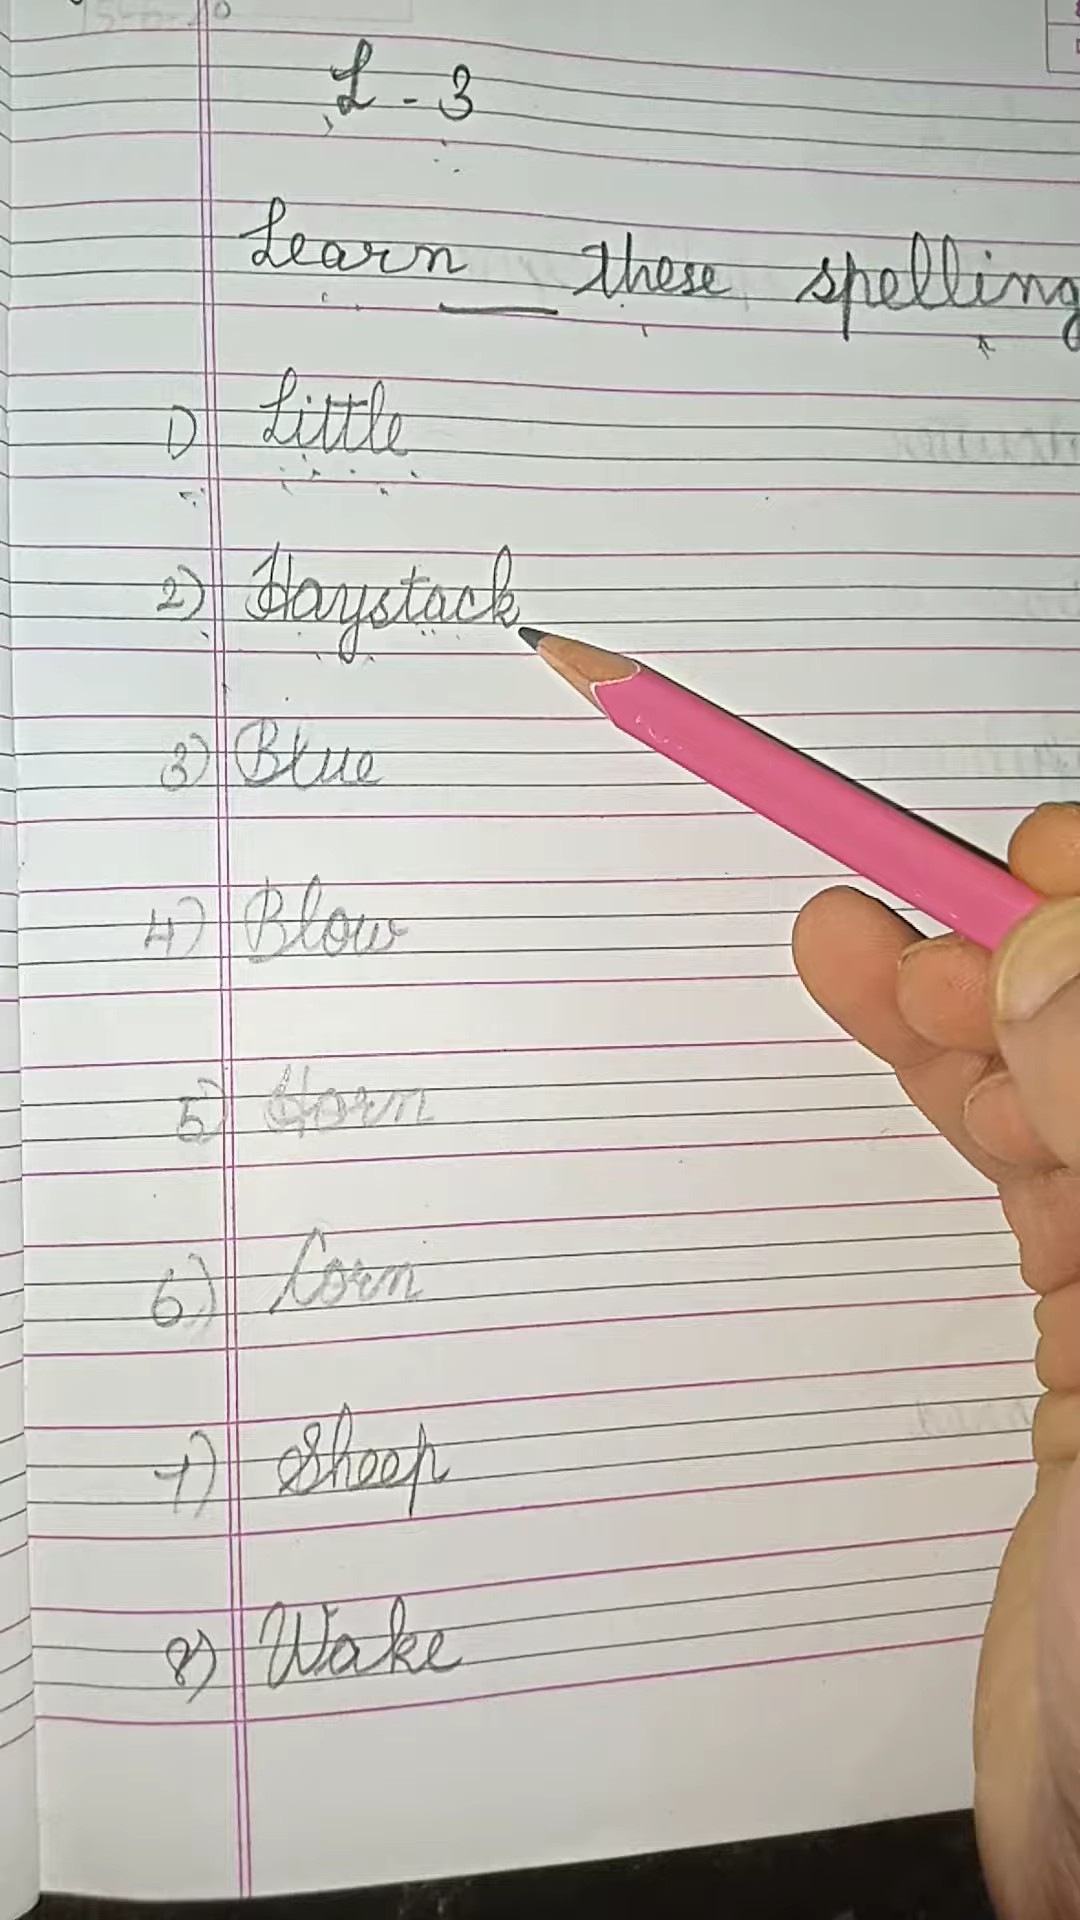 L - 3
Learn these spelling
1) Little
2) Haystack
3) Blue
4) Blow
5) Horn
6) Corn
7) Sheep
8) Wake